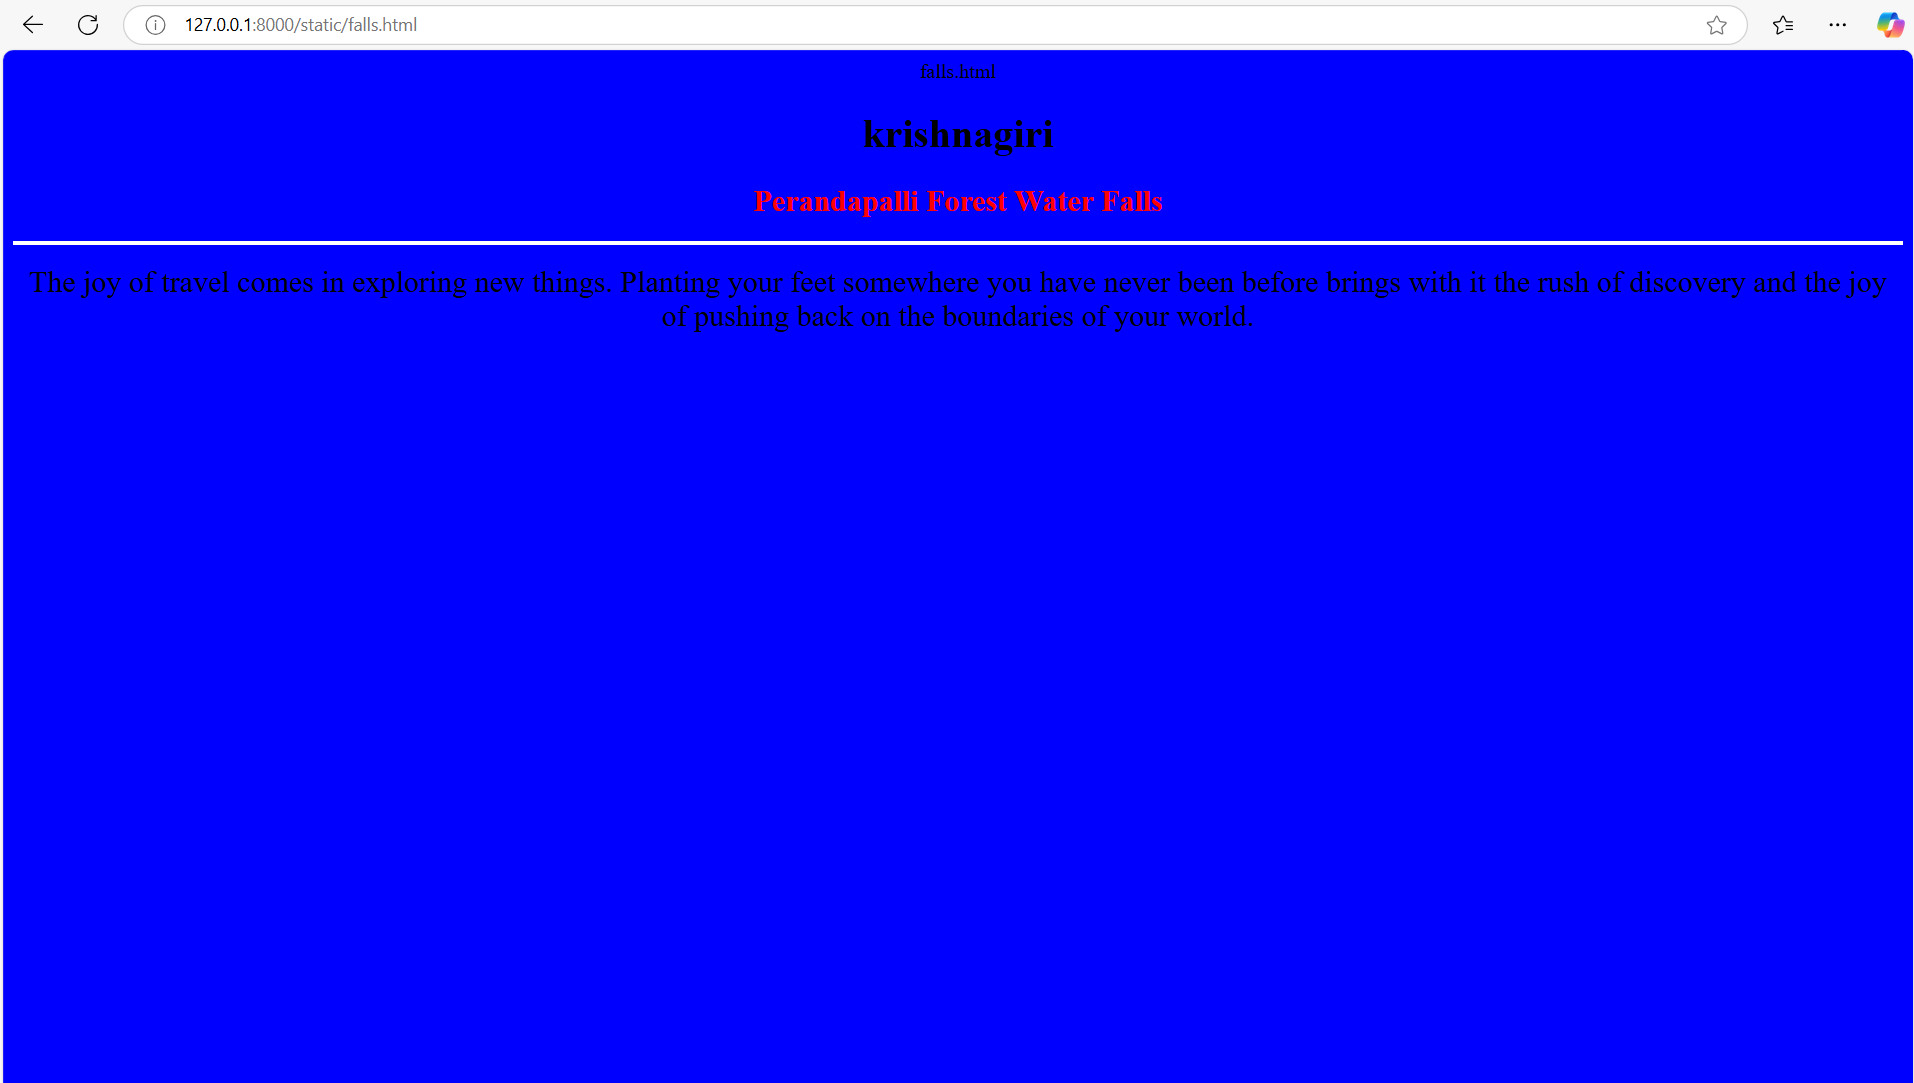 127.0.0.1:8000/static/falls.html
falls.html
krishnagiri
Perandapalli Forest Water Falls
The joy of travel comes in exploring new things. Planting your feet somewhere you have never been before brings with it the rush of discovery and the joy
of pushing back on the boundaries of your world.